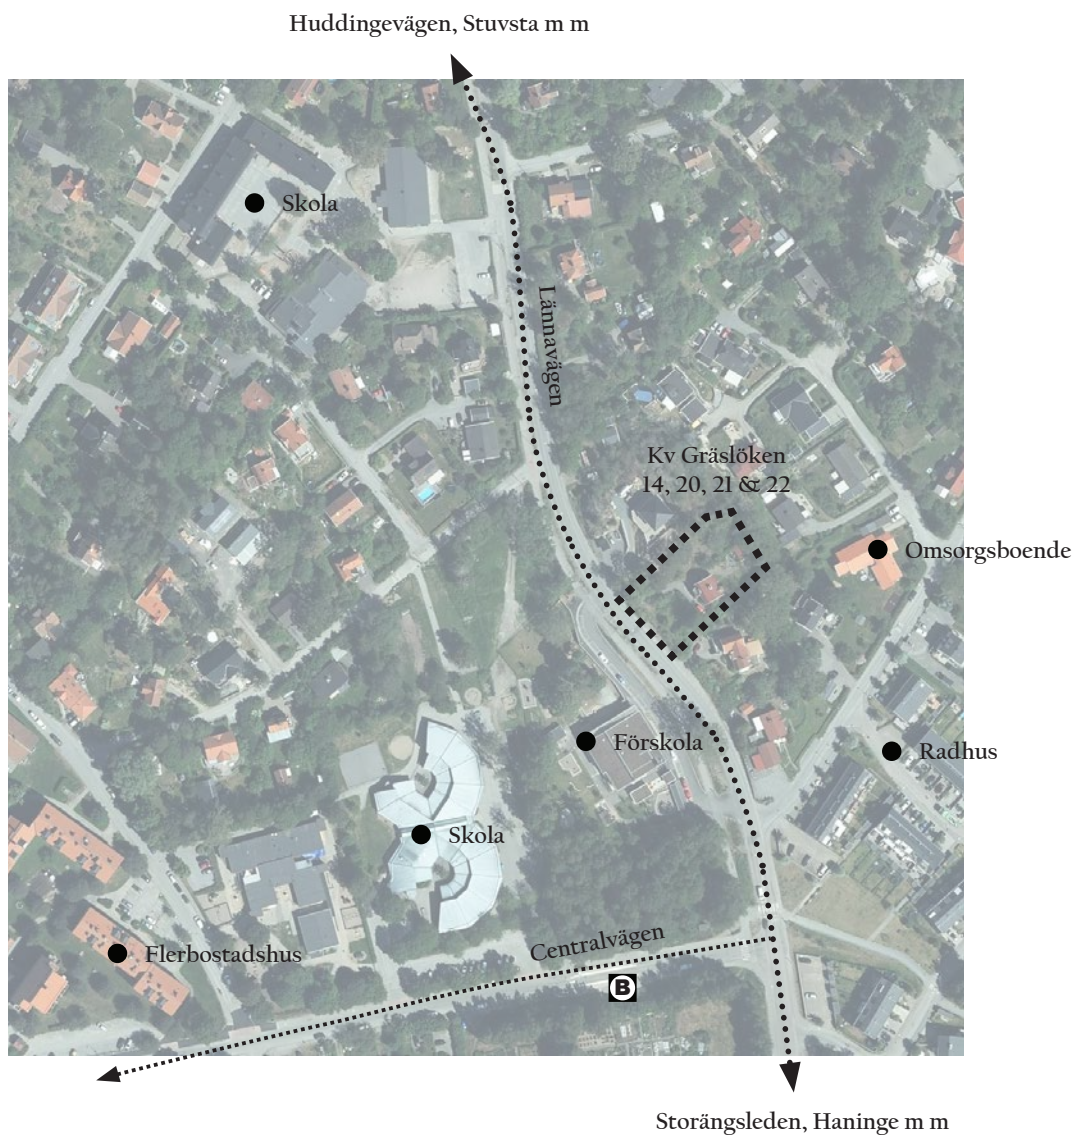 Huddingevägen, Stuvsta m m
Skola
Lännavägen
Kv Gräslöken
14, 20, 21 & 22
Omsorgsboende
Förskola
Radhus
Skola
Centralvägen
Flerbostadshus
B
Storängsleden, Haninge m m